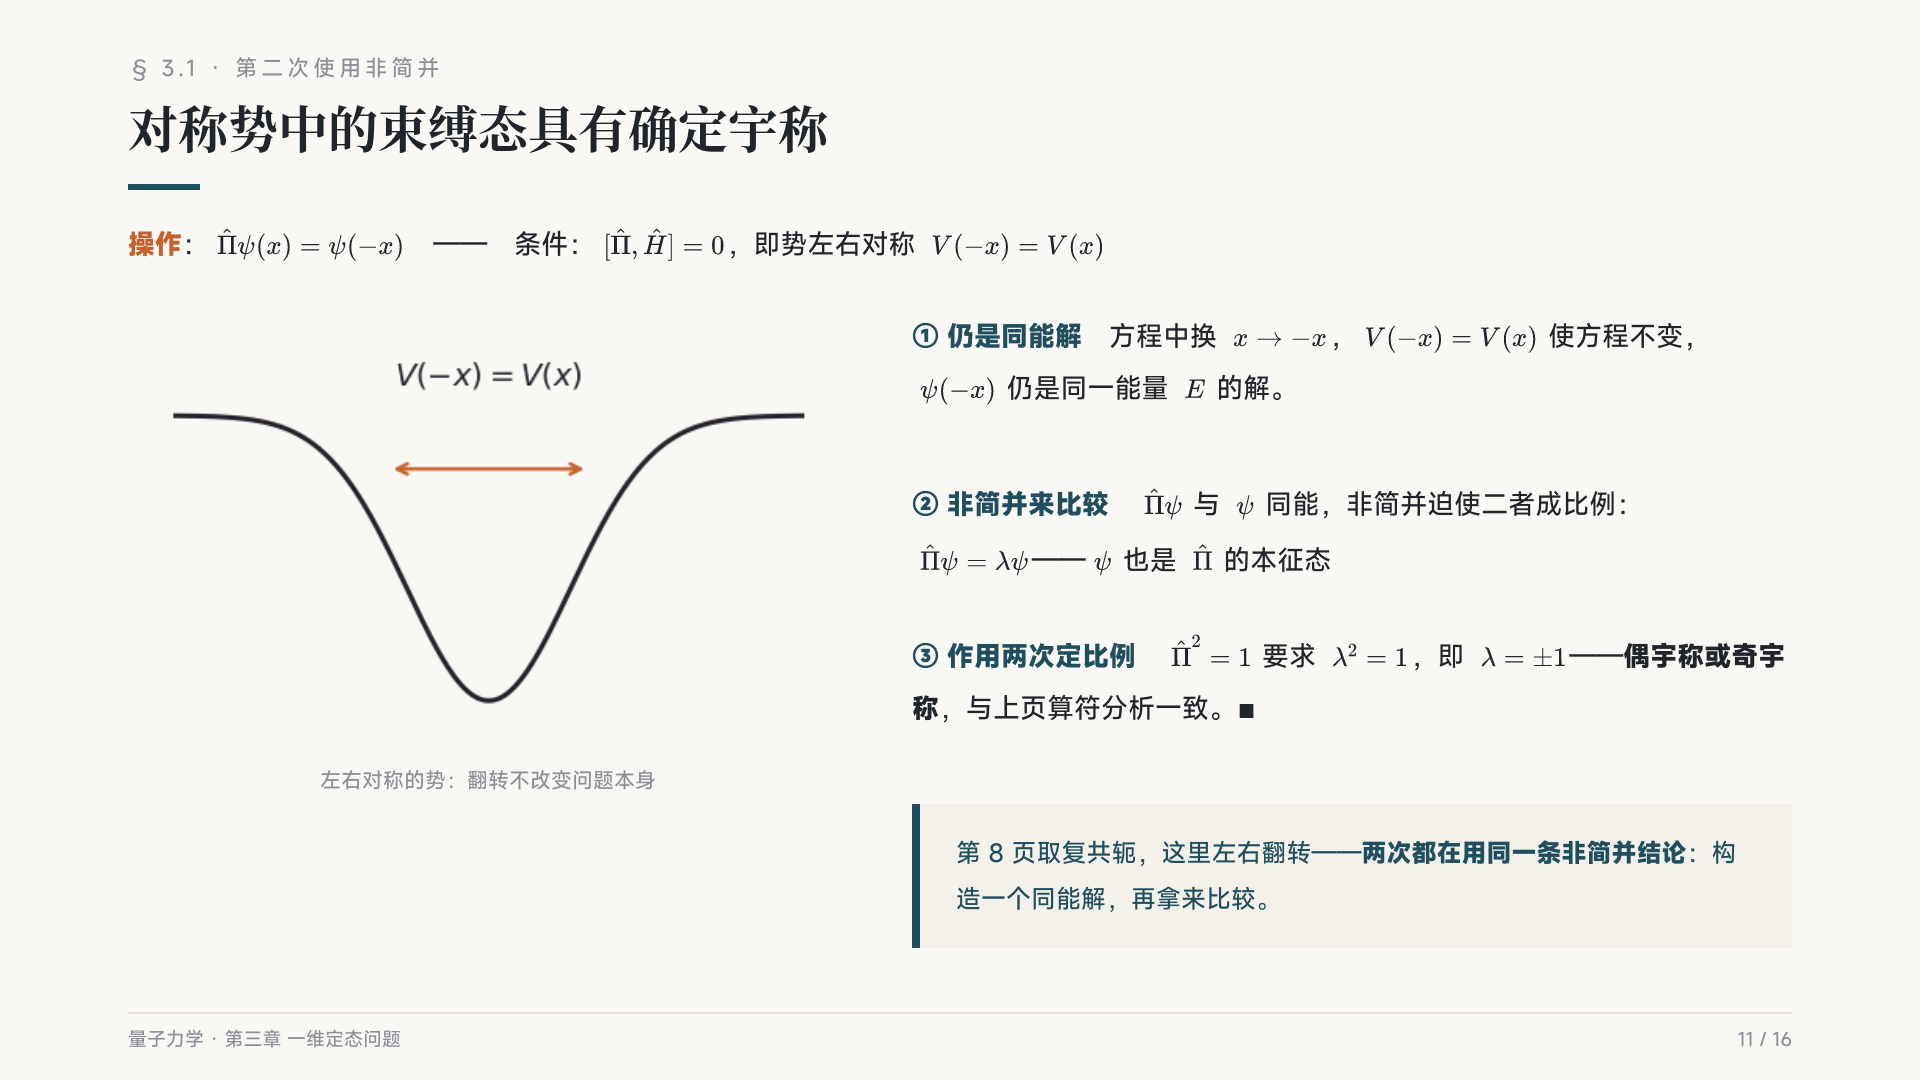 § 3.1 · 第二次使用非简并
对称势中的束缚态具有确定宇称
操作： Π̂ψ(x) = ψ(−x) —— 条件： [Π̂, Ĥ] = 0，即势左右对称 V(−x) = V(x)
V(−x) = V(x)
左右对称的势：翻转不改变问题本身
① 仍是同能解 方程中换 x → −x， V(−x) = V(x) 使方程不变，
ψ(−x) 仍是同一能量 E 的解。
② 非简并来比较 Π̂ψ 与 ψ 同能，非简并迫使二者成比例：
Π̂ψ = λψ—— ψ 也是 Π̂ 的本征态
③ 作用两次定比例 Π̂² = 1 要求 λ² = 1，即 λ = ±1——偶宇称或奇宇
称，与上页算符分析一致。■
第 8 页取复共轭，这里左右翻转——两次都在用同一条非简并结论：构
造一个同能解，再拿来比较。
量子力学 · 第三章 一维定态问题
11 / 16